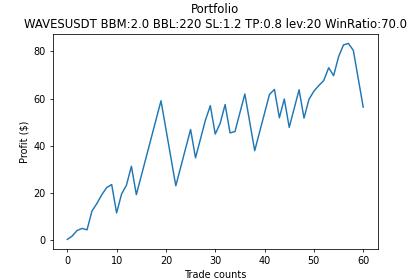 Portfolio
WAVESUSDT BBM:2.0 BBL:220 SL:1.2 TP:0.8 lev:20 WinRatio:70.0
80
60
40
20
0
Profit ($)
0 10 20 30 40 50 60
Trade counts